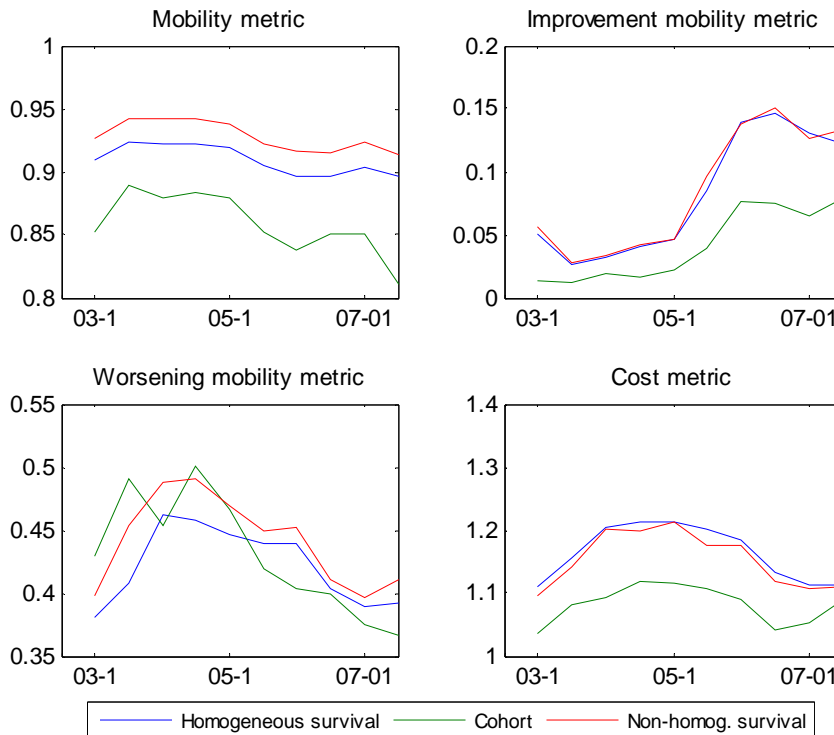 Mobility metric
1
0.95
0.9
0.85
0.8
03-1 05-1 07-01
Improvement mobility metric
0.2
0.15
0.1
0.05
0
03-1 05-1 07-01
Worsening mobility metric
0.55
0.5
0.45
0.4
0.35
03-1 05-1 07-01
Cost metric
1.4
1.3
1.2
1.1
1
03-1 05-1 07-01
Homogeneous survival Cohort Non-homog. survival